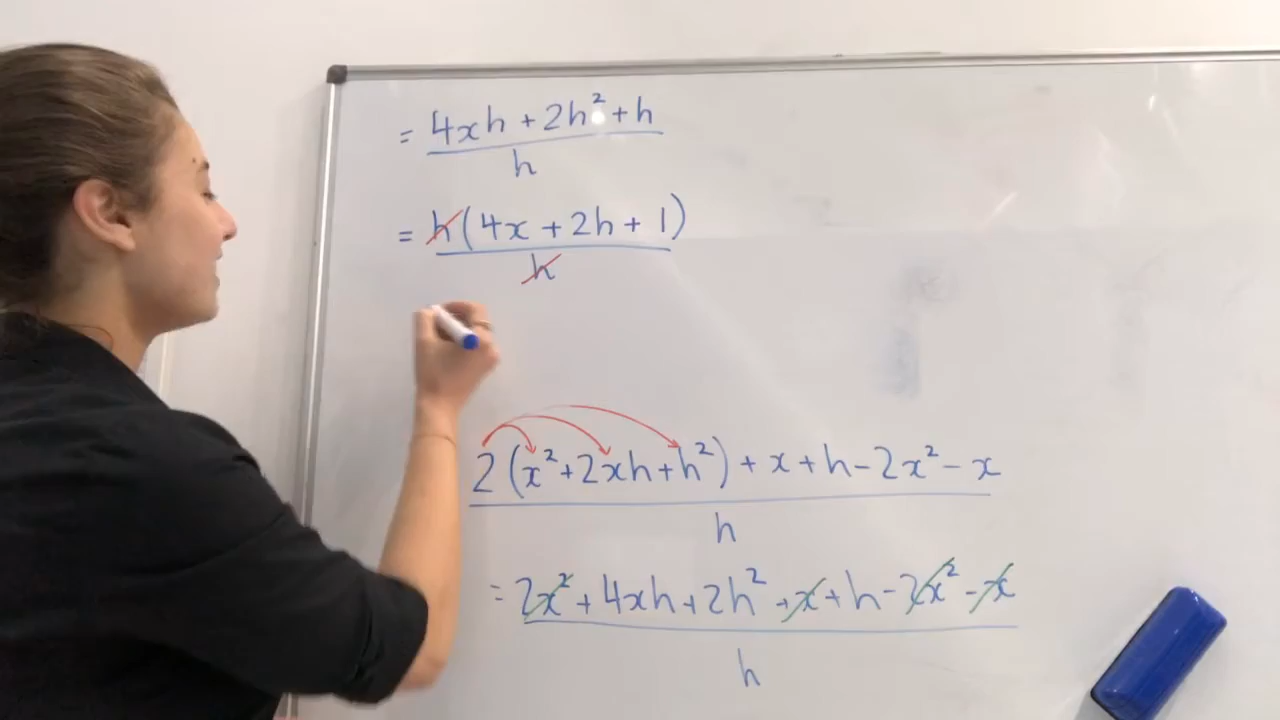 = 4xh + 2h² + h
h
= h(4x + 2h + 1)
h
2(x² + 2xh + h²) + x + h - 2x² - x
h
= 2x² + 4xh + 2h² + x + h - 2x² - x
h